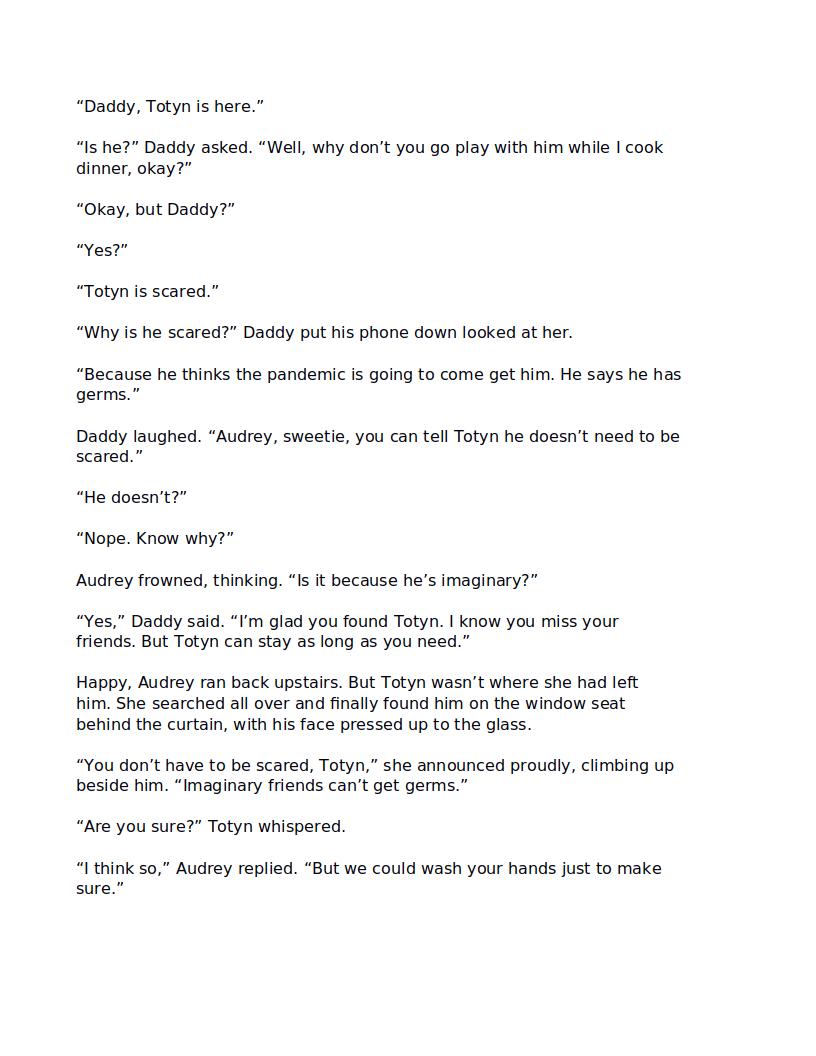 “Daddy, Totyn is here.”
“Is he?” Daddy asked. “Well, why don’t you go play with him while I cook
dinner, okay?”
“Okay, but Daddy?”
“Yes?”
“Totyn is scared.”
“Why is he scared?” Daddy put his phone down looked at her.
“Because he thinks the pandemic is going to come get him. He says he has
germs.”
Daddy laughed. “Audrey, sweetie, you can tell Totyn he doesn’t need to be
scared.”
“He doesn’t?”
“Nope. Know why?”
Audrey frowned, thinking. “Is it because he’s imaginary?”
“Yes,” Daddy said. “I’m glad you found Totyn. I know you miss your
friends. But Totyn can stay as long as you need.”
Happy, Audrey ran back upstairs. But Totyn wasn’t where she had left
him. She searched all over and finally found him on the window seat
behind the curtain, with his face pressed up to the glass.
“You don’t have to be scared, Totyn,” she announced proudly, climbing up
beside him. “Imaginary friends can’t get germs.”
“Are you sure?” Totyn whispered.
“I think so,” Audrey replied. “But we could wash your hands just to make
sure.”